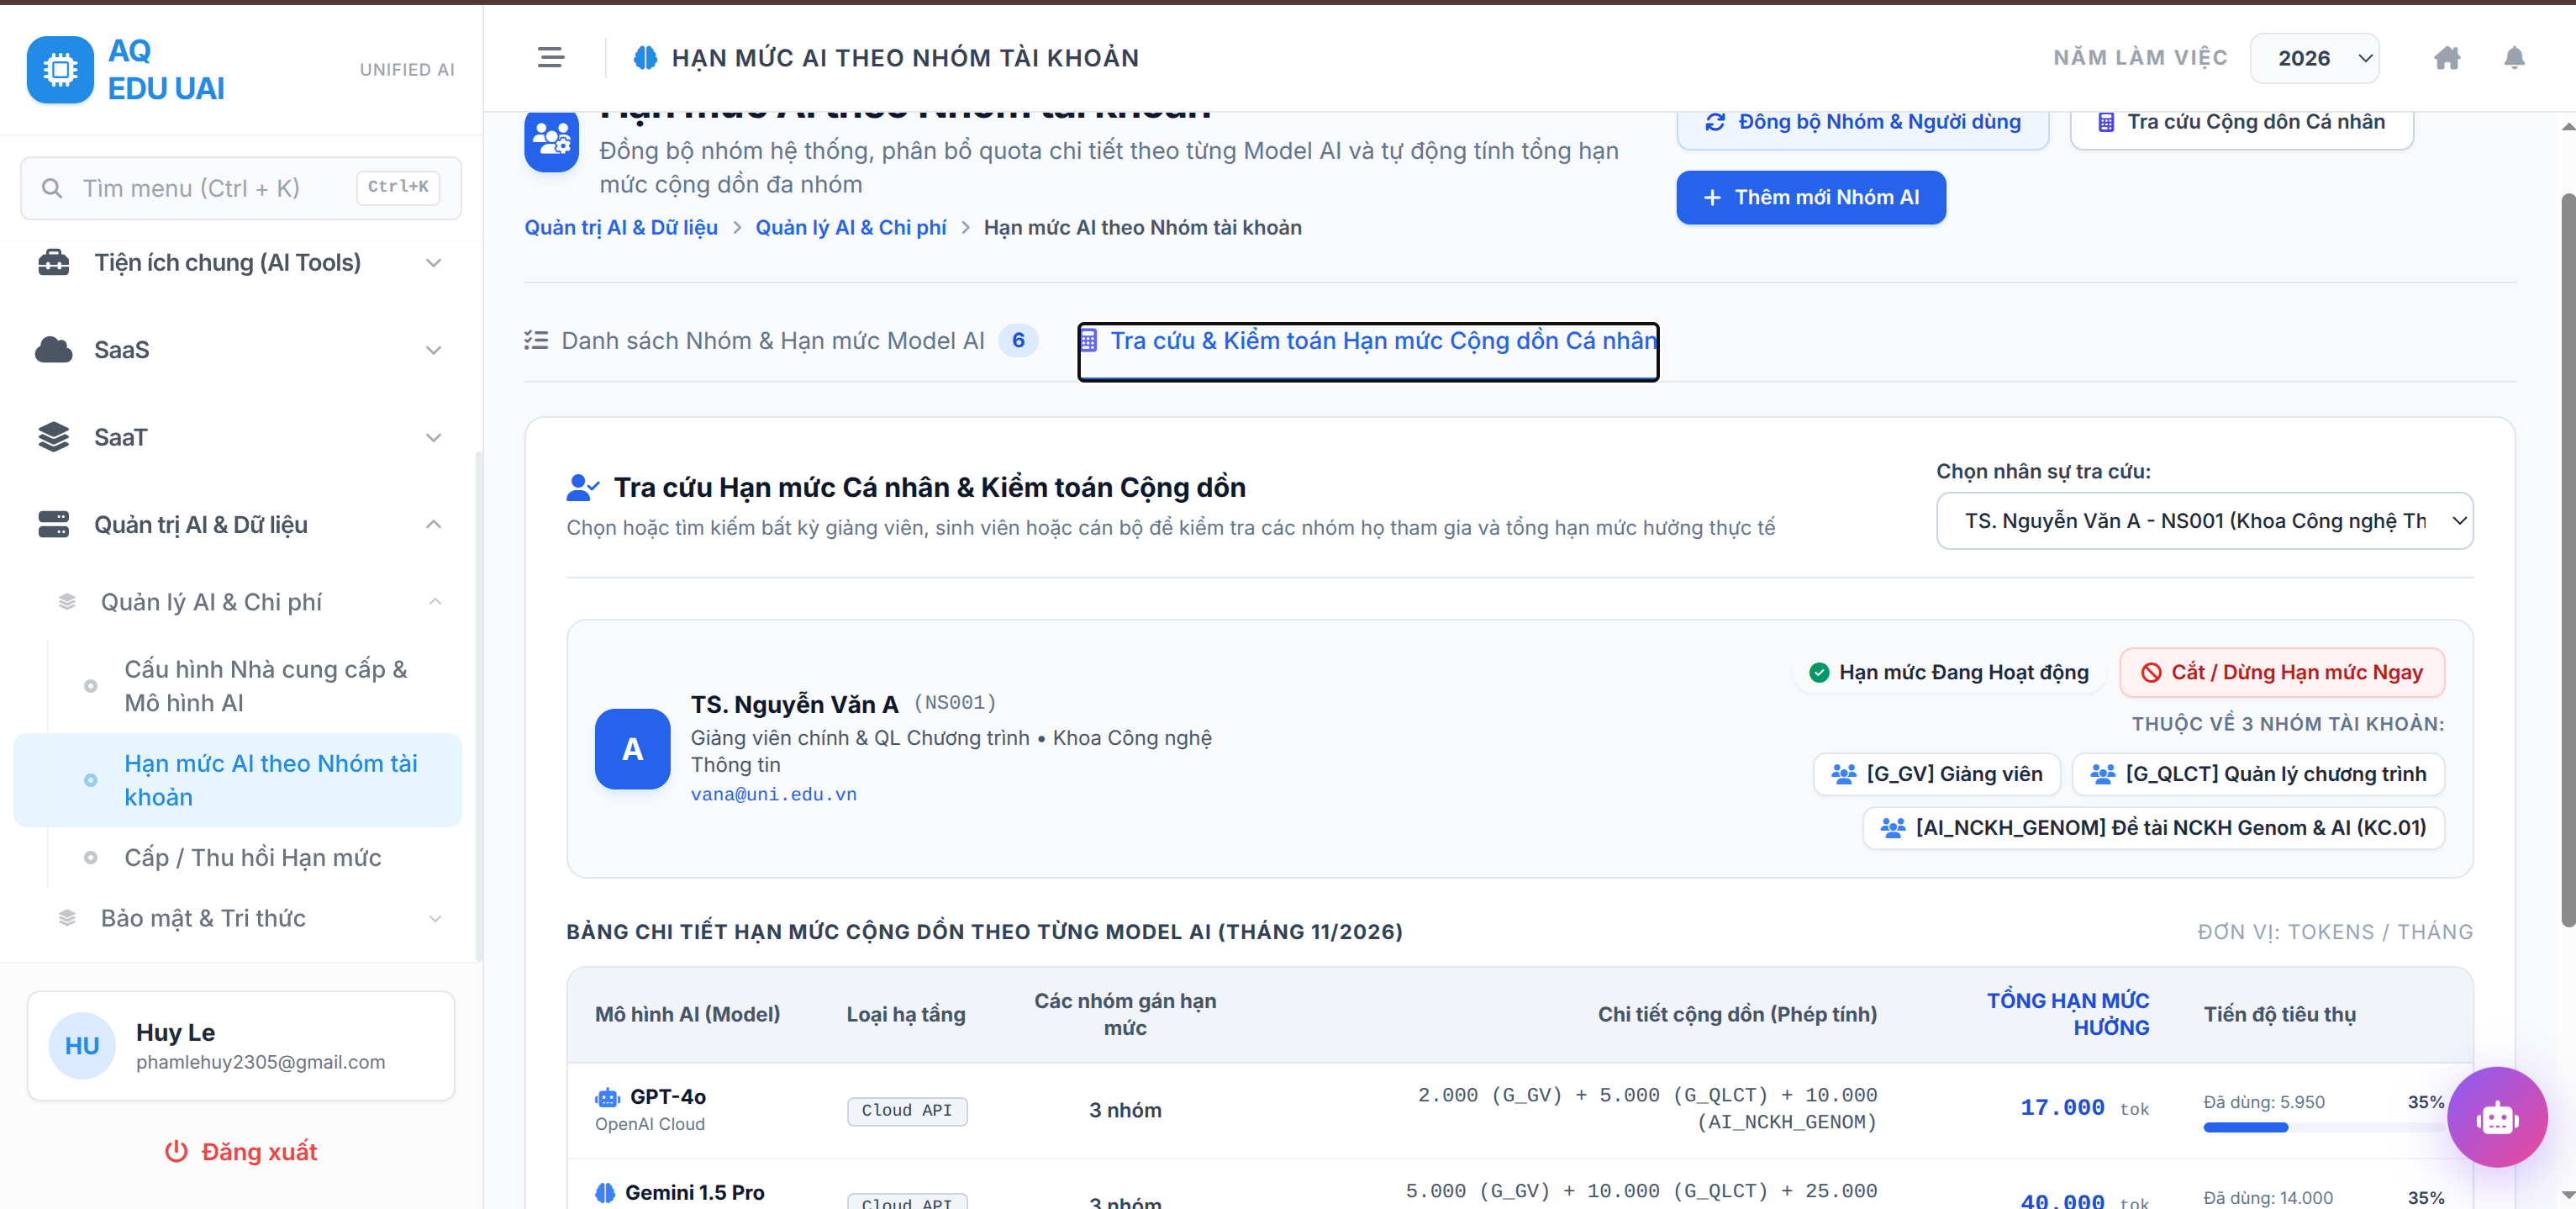 AQ
EDU UAI
UNIFIED AI
Tìm menu (Ctrl + K)
Ctrl+K
Tiện ích chung (AI Tools)
SaaS
SaaT
Quản trị AI & Dữ liệu
Quản lý AI & Chi phí
Cấu hình Nhà cung cấp &
Mô hình AI
Hạn mức AI theo Nhóm tài
khoản
Cấp / Thu hồi Hạn mức
Bảo mật & Tri thức
HU
Huy Le
phamlehuy2305@gmail.com
Đăng xuất
HẠN MỨC AI THEO NHÓM TÀI KHOẢN
NĂM LÀM VIỆC
2026
Hạn mức AI theo Nhóm tài khoản
Đồng bộ nhóm hệ thống, phân bổ quota chi tiết theo từng Model AI và tự động tính tổng hạn
mức cộng dồn đa nhóm
Quản trị AI & Dữ liệu > Quản lý AI & Chi phí > Hạn mức AI theo Nhóm tài khoản
Đồng bộ Nhóm & Người dùng
Tra cứu Cộng dồn Cá nhân
+ Thêm mới Nhóm AI
Danh sách Nhóm & Hạn mức Model AI 6
Tra cứu & Kiểm toán Hạn mức Cộng dồn Cá nhân
Tra cứu Hạn mức Cá nhân & Kiểm toán Cộng dồn
Chọn hoặc tìm kiếm bất kỳ giảng viên, sinh viên hoặc cán bộ để kiểm tra các nhóm họ tham gia và tổng hạn mức hưởng thực tế
Chọn nhân sự tra cứu:
TS. Nguyễn Văn A - NS001 (Khoa Công nghệ Th
A
TS. Nguyễn Văn A (NS001)
Giảng viên chính & QL Chương trình • Khoa Công nghệ
Thông tin
vana@uni.edu.vn
Hạn mức Đang Hoạt động
Cắt / Dừng Hạn mức Ngay
THUỘC VỀ 3 NHÓM TÀI KHOẢN:
[G_GV] Giảng viên
[G_QLCT] Quản lý chương trình
[AI_NCKH_GENOM] Đề tài NCKH Genom & AI (KC.01)
BẢNG CHI TIẾT HẠN MỨC CỘNG DỒN THEO TỪNG MODEL AI (THÁNG 11/2026)
ĐƠN VỊ: TOKENS / THÁNG
Mô hình AI (Model)
Loại hạ tầng
Các nhóm gán hạn
mức
Chi tiết cộng dồn (Phép tính)
TỔNG HẠN MỨC
HƯỞNG
Tiến độ tiêu thụ
GPT-4o
OpenAI Cloud
Cloud API
3 nhóm
2.000 (G_GV) + 5.000 (G_QLCT) + 10.000
(AI_NCKH_GENOM)
17.000 tok
Đã dùng: 5.950
35%
Gemini 1.5 Pro
Cloud API
3 nhóm
5.000 (G_GV) + 10.000 (G_QLCT) + 25.000
40.000 tok
Đã dùng: 14.000
35%